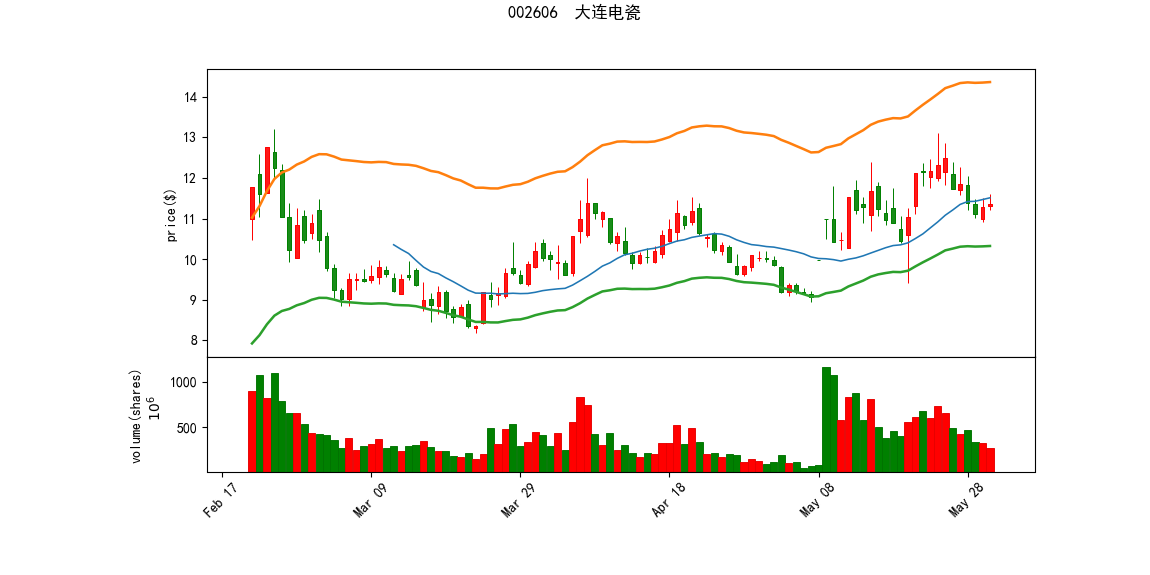 002606  大连电瓷
14
13
12
11
10
9
8
price($)
1000
500
volume(shares)
10^6
Feb 17
Mar 09
Mar 29
Apr 18
May 08
May 28